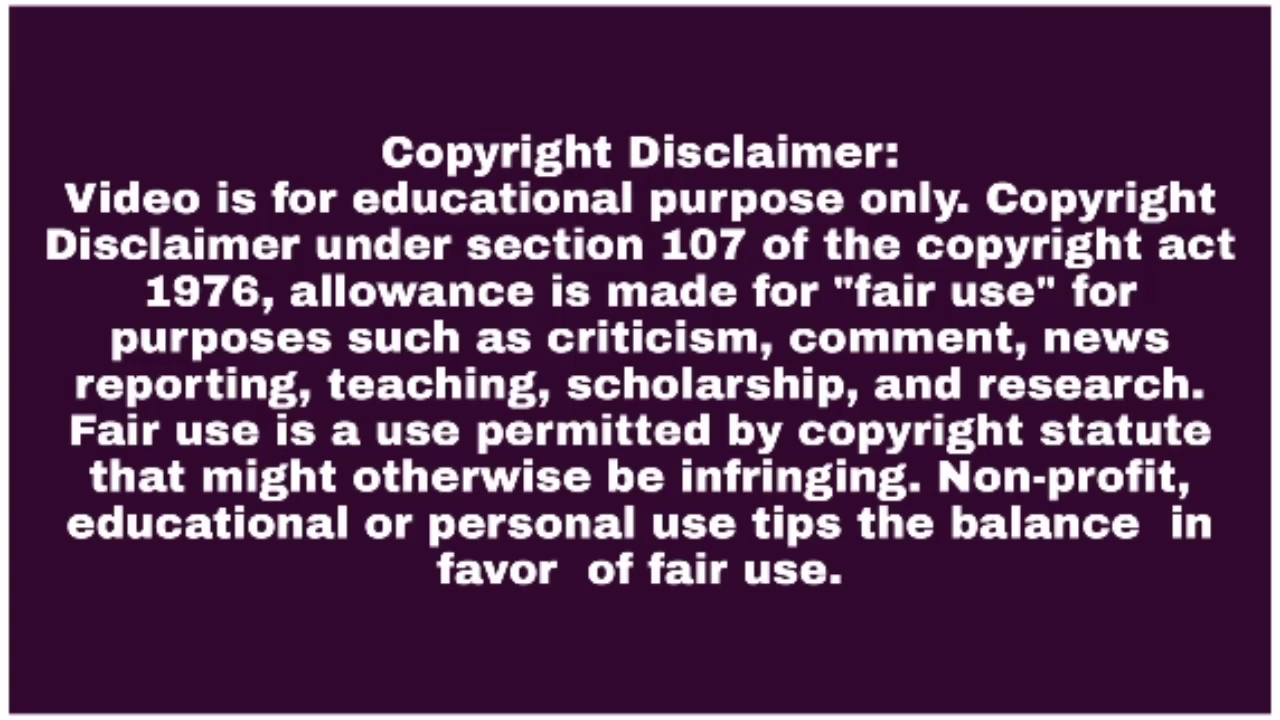 Copyright Disclaimer:
Video is for educational purpose only. Copyright
Disclaimer under section 107 of the copyright act
1976, allowance is made for "fair use" for
purposes such as criticism, comment, news
reporting, teaching, scholarship, and research.
Fair use is a use permitted by copyright statute
that might otherwise be infringing. Non-profit,
educational or personal use tips the balance  in
favor  of fair use.